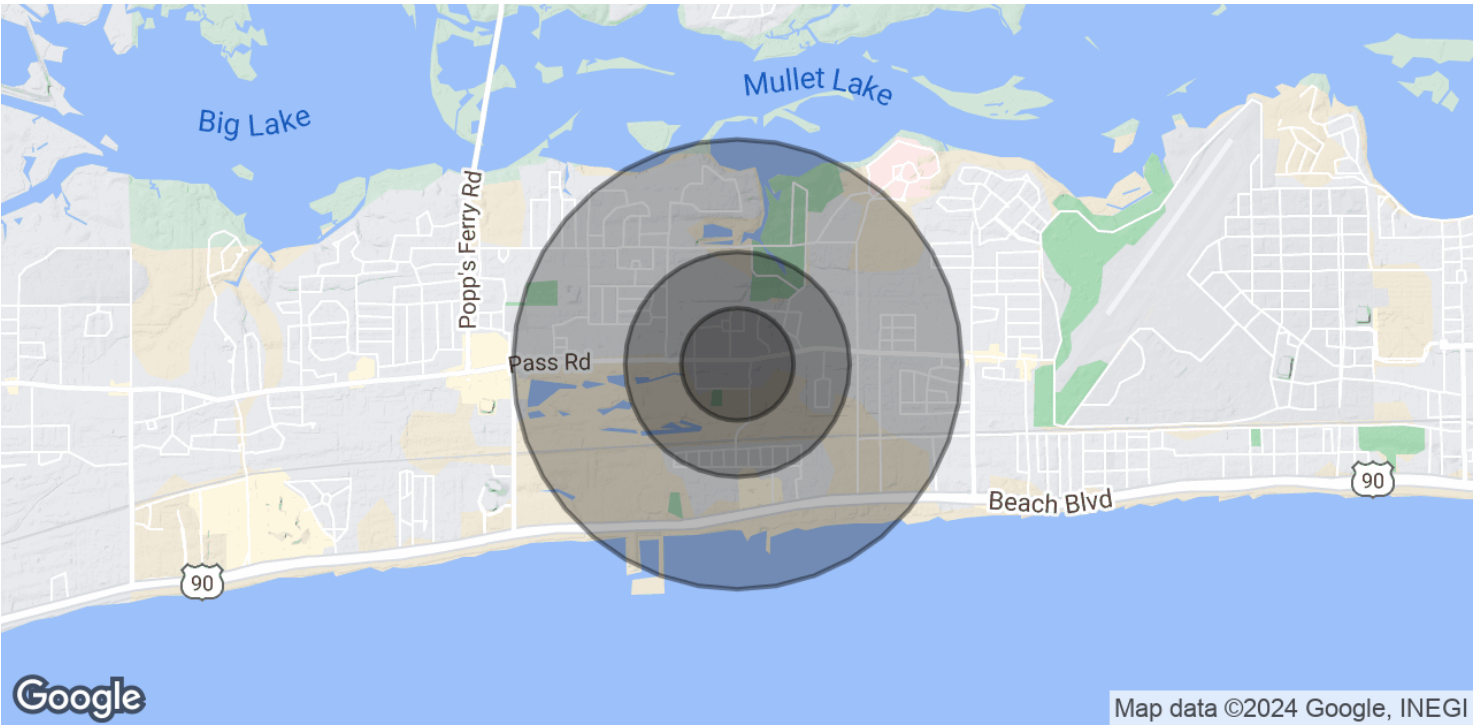 Mullet Lake
Big Lake
Popp's Ferry Rd
Pass Rd
Beach Blvd
90
90
Google
Map data ©2024 Google, INEGI